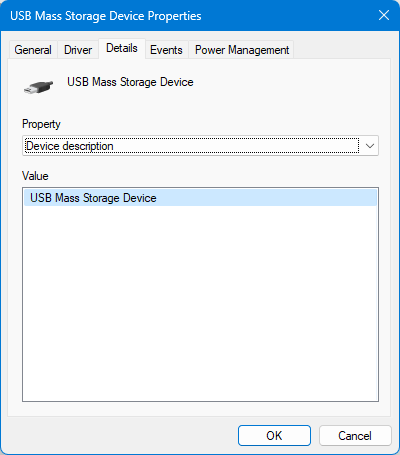 USB Mass Storage Device Properties
General Driver Details Events Power Management
USB Mass Storage Device
Property
Device description
Value
USB Mass Storage Device
OK Cancel